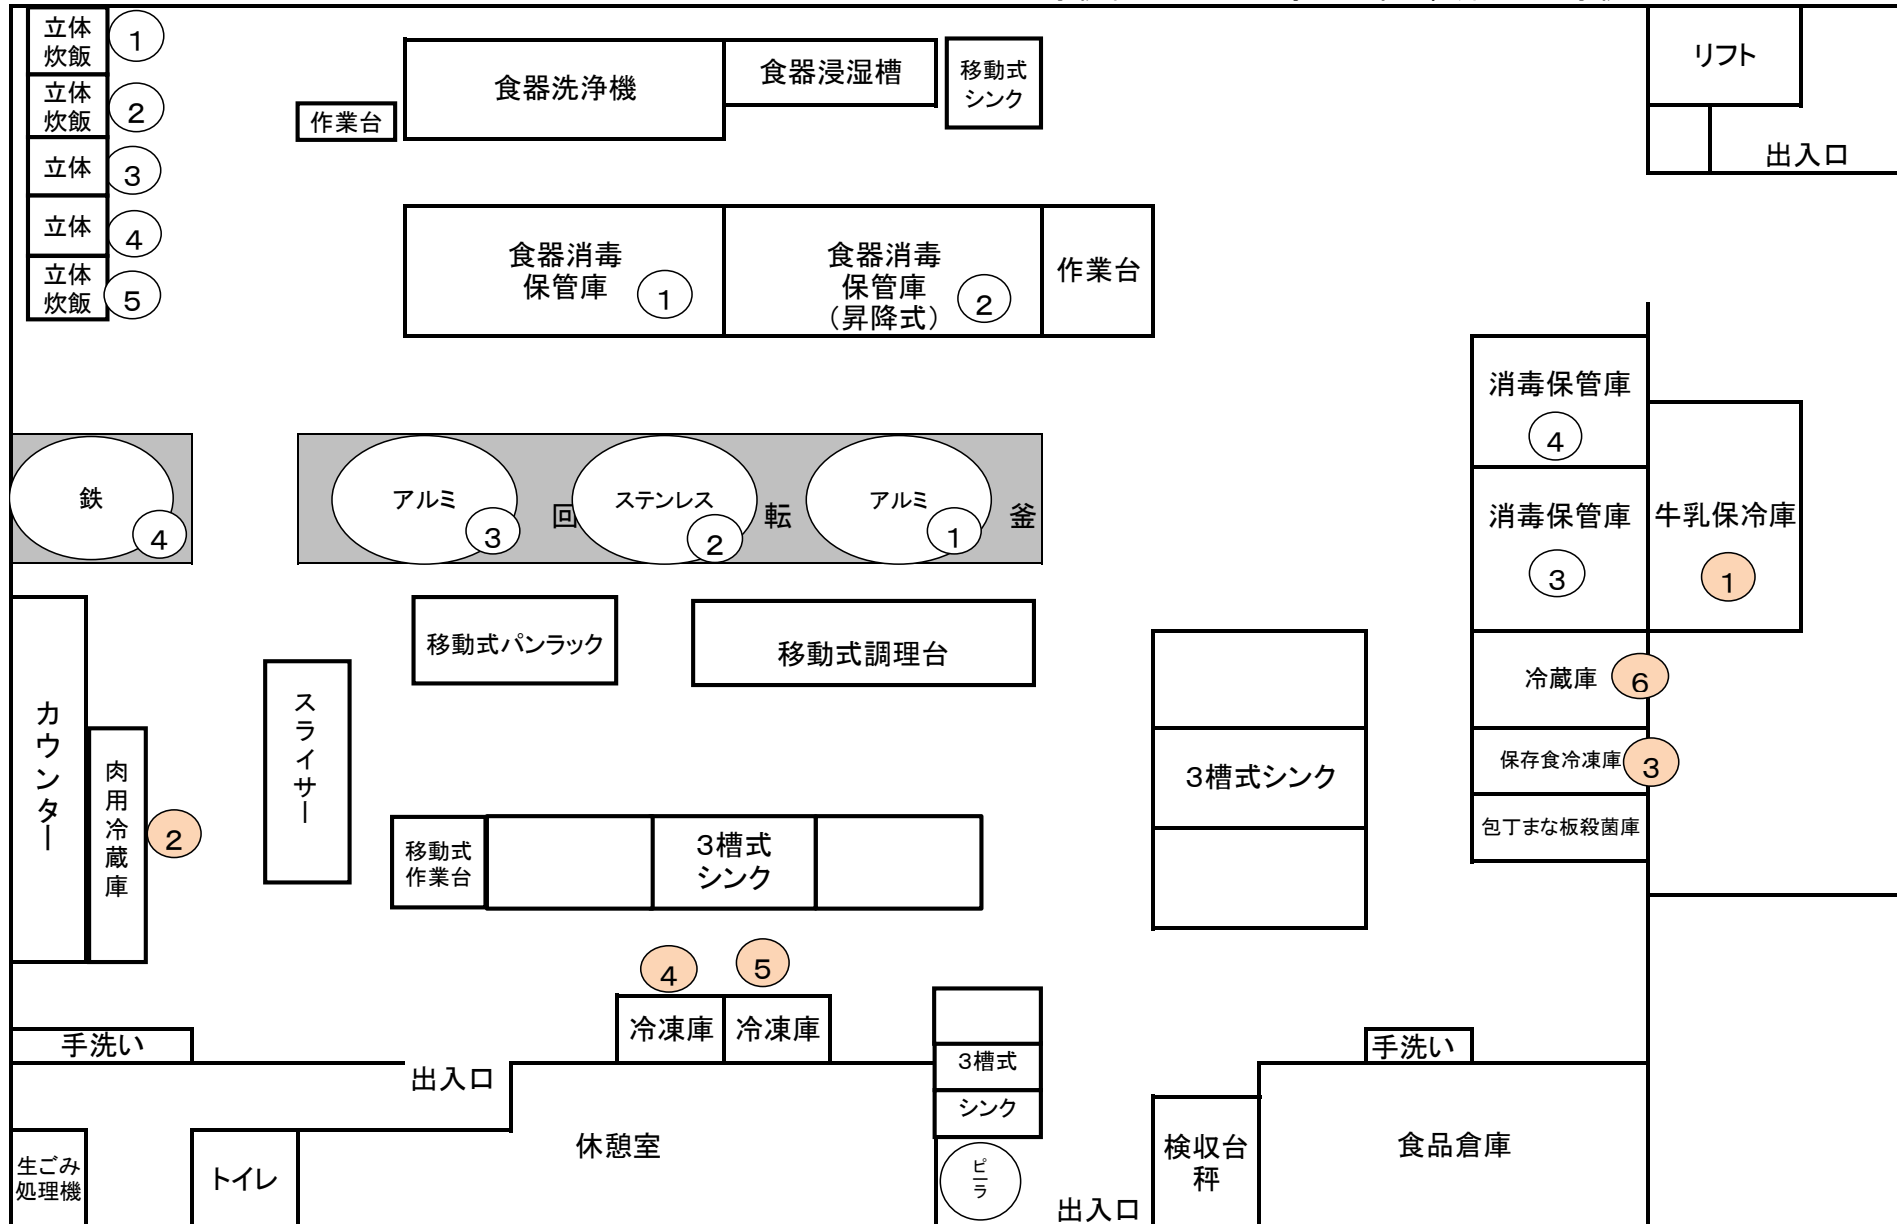 立体
炊飯
1
立体
炊飯
2
立体
3
立体
4
立体
炊飯
5
作業台
食器洗浄機
食器浸湿槽
移動式
シンク
リフト
出入口
食器消毒
保管庫
1
食器消毒
保管庫
(昇降式)
2
作業台
消毒保管庫
4
消毒保管庫
3
牛乳保冷庫
1
鉄
4
アルミ
3
回
ステンレス
2
転
アルミ
1
釜
移動式パンラック
移動式調理台
冷蔵庫
6
保存食冷凍庫
3
包丁まな板殺菌庫
カウンター
肉用冷蔵庫
2
スライサー
3槽式シンク
移動式
作業台
3槽式
シンク
4
5
冷凍庫
冷凍庫
手洗い
出入口
3槽式
シンク
手洗い
生ごみ
処理機
トイレ
休憩室
ピーラ
出入口
検収台
秤
食品倉庫